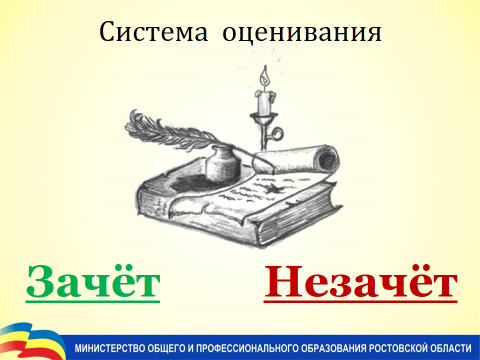 Система оценивания
Зачёт Незачёт
МИНИСТЕРСТВО ОБЩЕГО И ПРОФЕССИОНАЛЬНОГО ОБРАЗОВАНИЯ РОСТОВСКОЙ ОБЛАСТИ